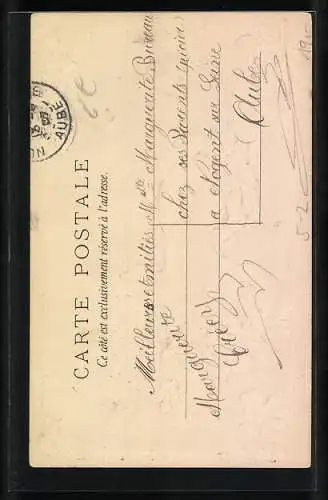 CARTE POSTALE
Ce côté est exclusivement réservé à l'adresse.
AUBE
Meilleures amitiés
Mlle Marguerite Bureau
chez ses Parents
a Nogent sur Seine
Aube
Marguerite